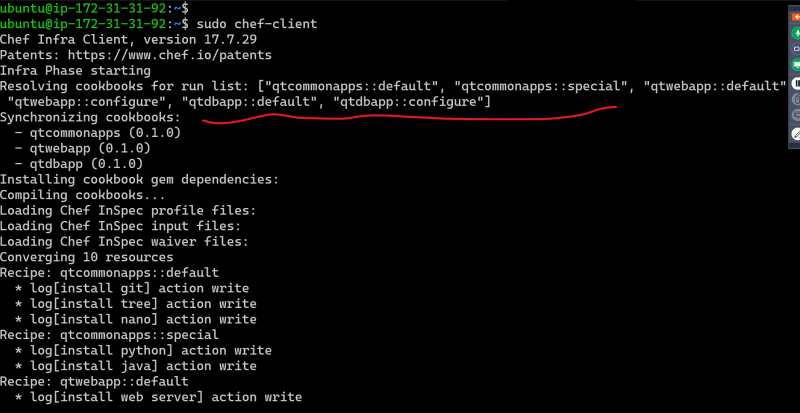 ubuntu@ip-172-31-31-92:~$
ubuntu@ip-172-31-31-92:~$ sudo chef-client
Chef Infra Client, version 17.7.29
Patents: https://www.chef.io/patents
Infra Phase starting
Resolving cookbooks for run list: ["qtcommonapps::default", "qtcommonapps::special", "qtwebapp::default"
"qtwebapp::configure", "qtdbapp::default", "qtdbapp::configure"]
Synchronizing cookbooks:
  - qtcommonapps (0.1.0)
  - qtwebapp (0.1.0)
  - qtdbapp (0.1.0)
Installing cookbook gem dependencies:
Compiling cookbooks...
Loading Chef InSpec profile files:
Loading Chef InSpec input files:
Loading Chef InSpec waiver files:
Converging 10 resources
Recipe: qtcommonapps::default
  * log[install git] action write
  * log[install tree] action write
  * log[install nano] action write
Recipe: qtcommonapps::special
  * log[install python] action write
  * log[install java] action write
Recipe: qtwebapp::default
  * log[install web server] action write